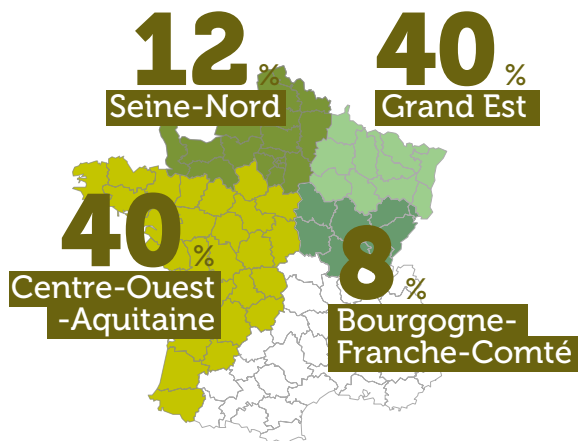 12 %
Seine-Nord
40 %
Grand Est
40 %
Centre-Ouest
-Aquitaine
8 %
Bourgogne-
Franche-Comté